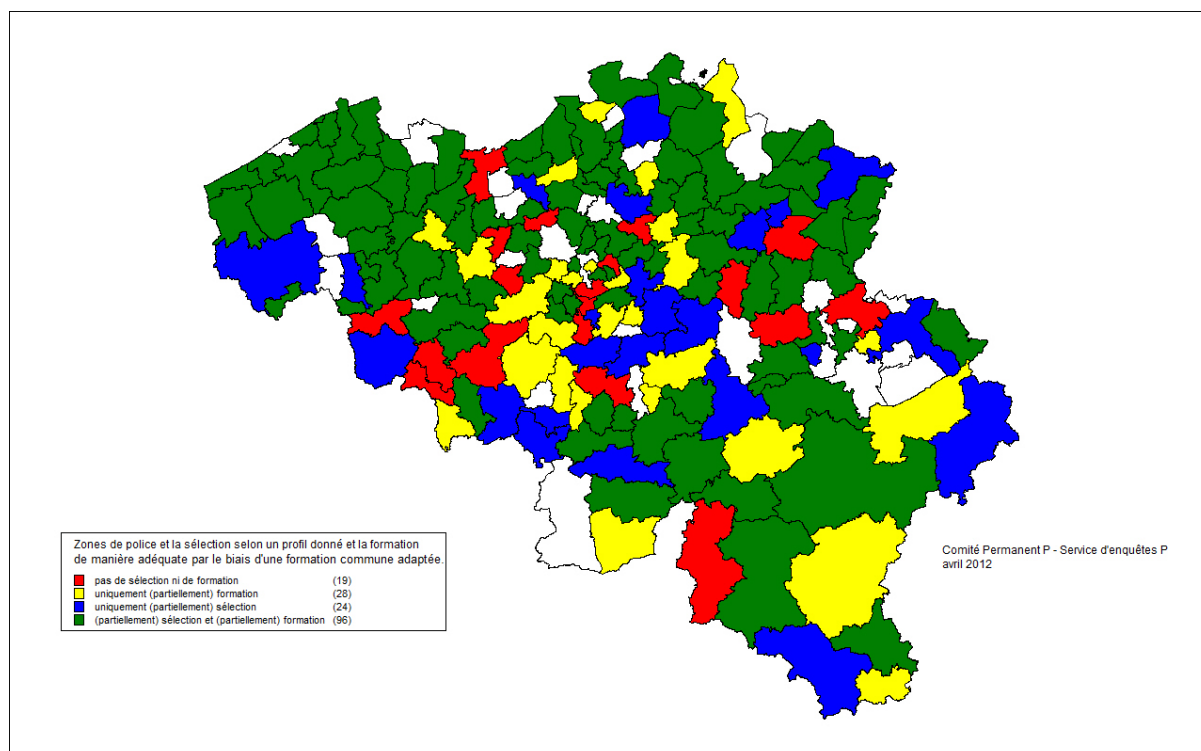 Zones de police et la sélection selon un profil donné et la formation
de manière adéquate par le biais d'une formation commune adaptée.
pas de sélection ni de formation (19)
uniquement (partiellement) formation (28)
uniquement (partiellement) sélection (24)
(partiellement) sélection et (partiellement) formation (96)
Comité Permanent P - Service d'enquêtes P
avril 2012